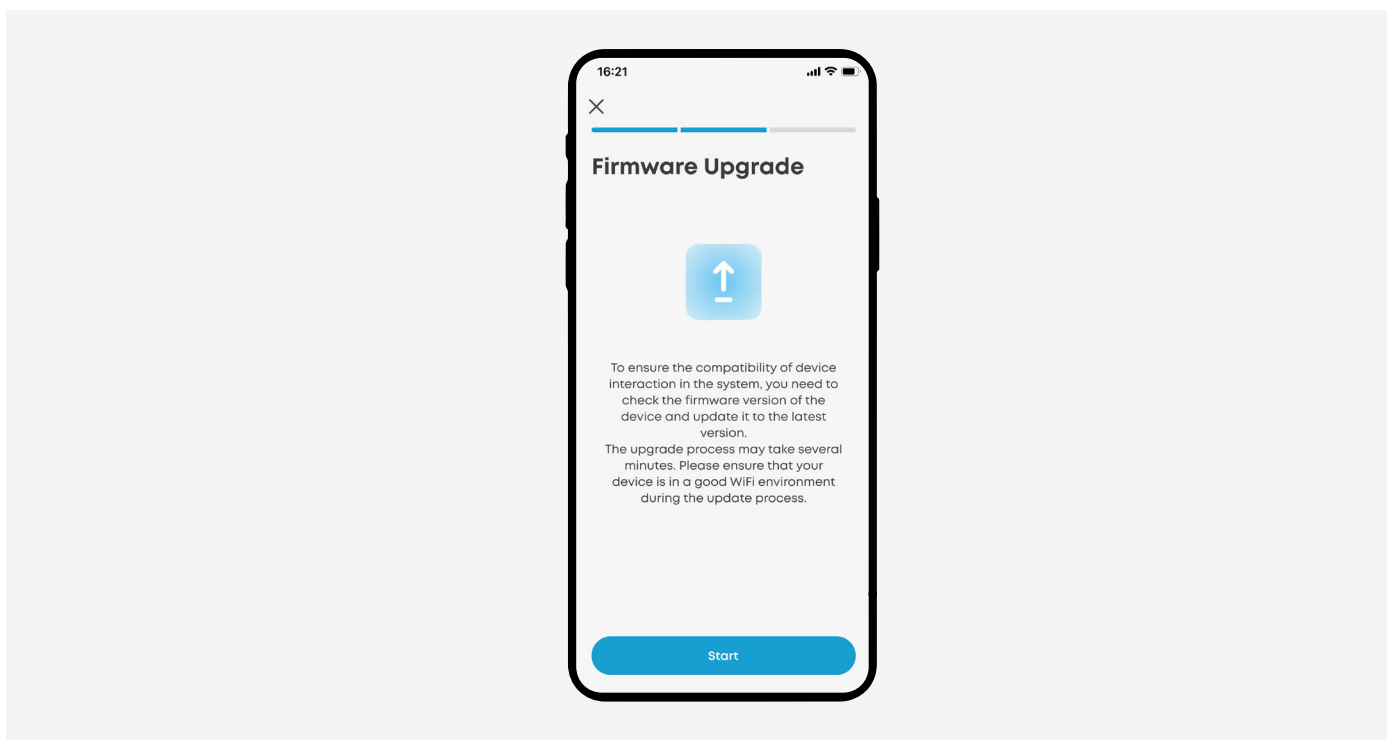 16:21
Firmware Upgrade
To ensure the compatibility of device
interaction in the system, you need to
check the firmware version of the
device and update it to the latest
version.
The upgrade process may take several
minutes. Please ensure that your
device is in a good WiFi environment
during the update process.
Start